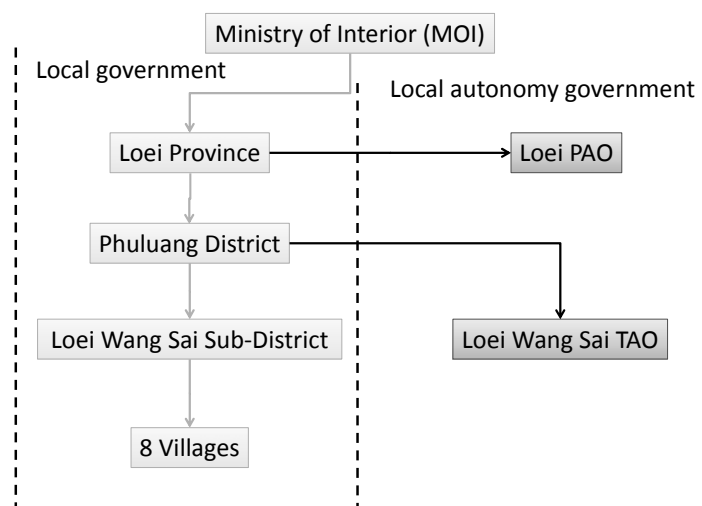 Ministry of Interior (MOI)
Local government
Local autonomy government
Loei Province
Loei PAO
Phuluang District
Loei Wang Sai Sub-District
Loei Wang Sai TAO
8 Villages